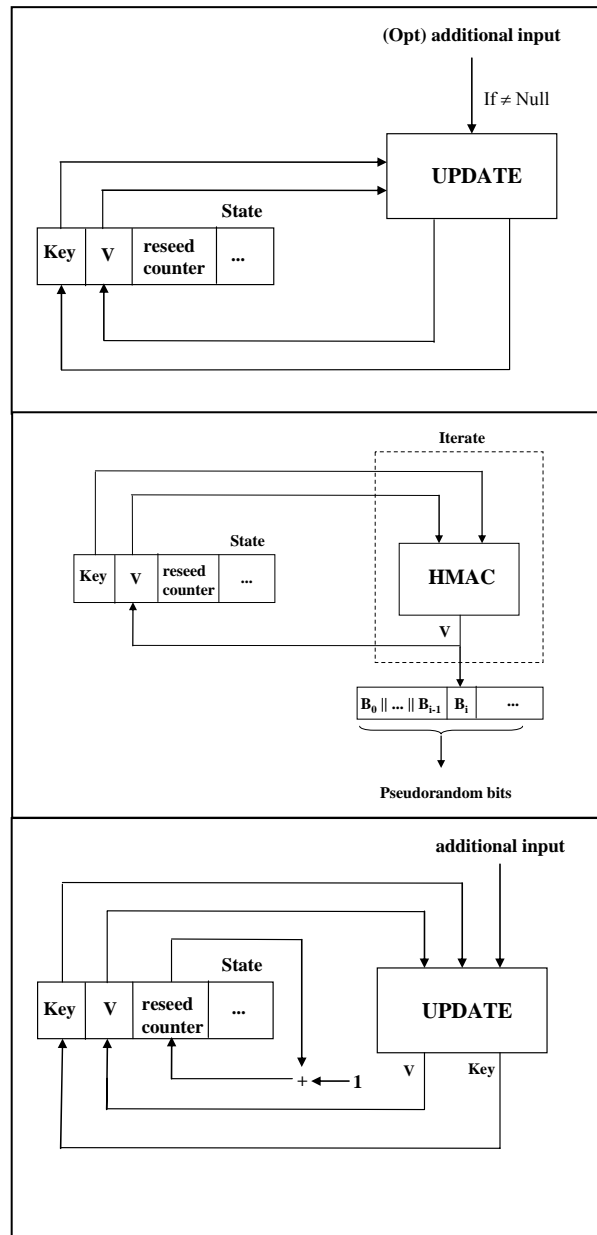 (Opt) additional input
If ≠ Null
UPDATE
State
Key V reseed counter ...
Iterate
State
Key V reseed counter ...
HMAC
V
B0 || ... || Bi-1 Bi ...
Pseudorandom bits
additional input
State
Key V reseed counter ...
UPDATE
V Key
+ 1